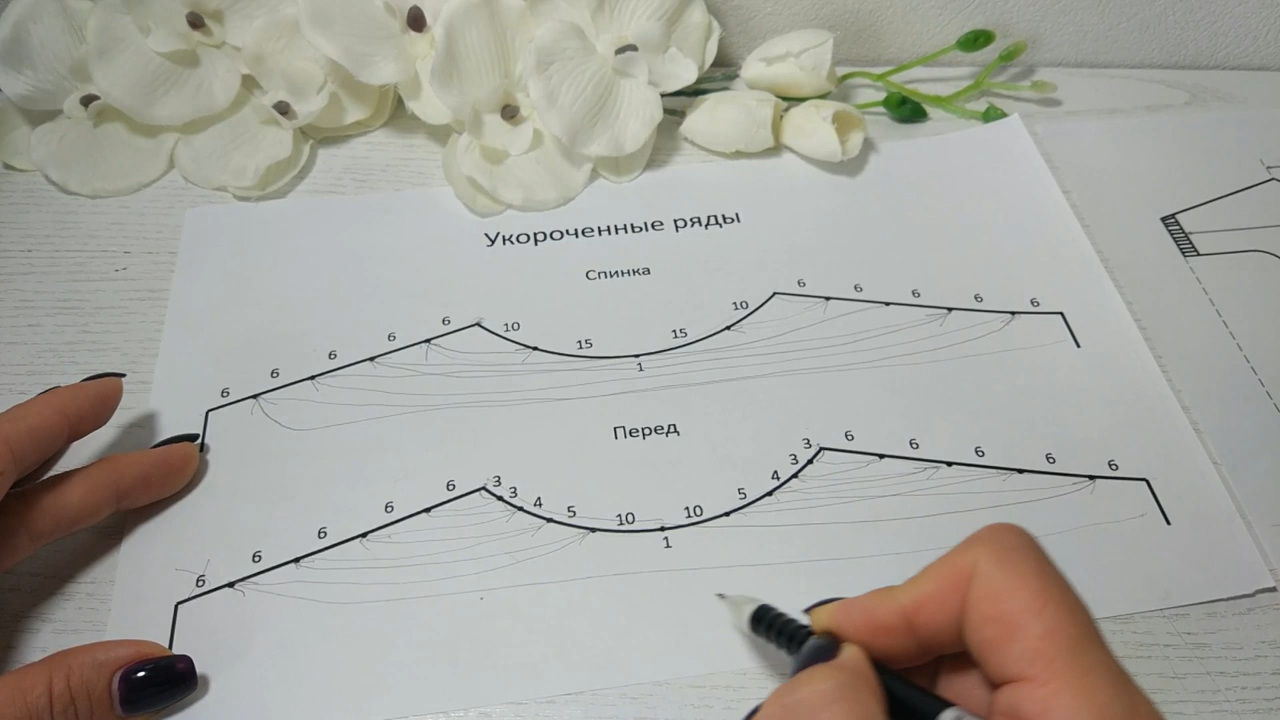 Укороченные ряды
Спинка
6 6 6 6 6 10 15 15 10 6 6 6 6 6
1
Перед
6 6 6 6 6 3 3 4 5 10 10 5 4 3 3 6 6 6 6 6
1